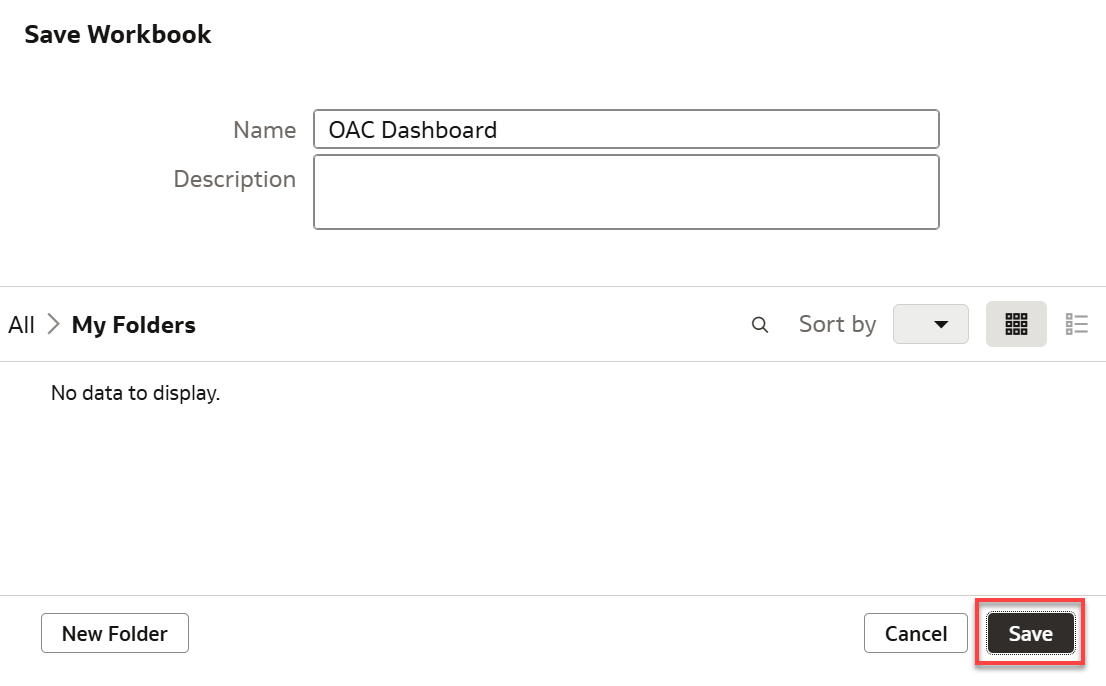 Save Workbook
Name OAC Dashboard
Description
All My Folders Sort by
No data to display.
New Folder Cancel Save